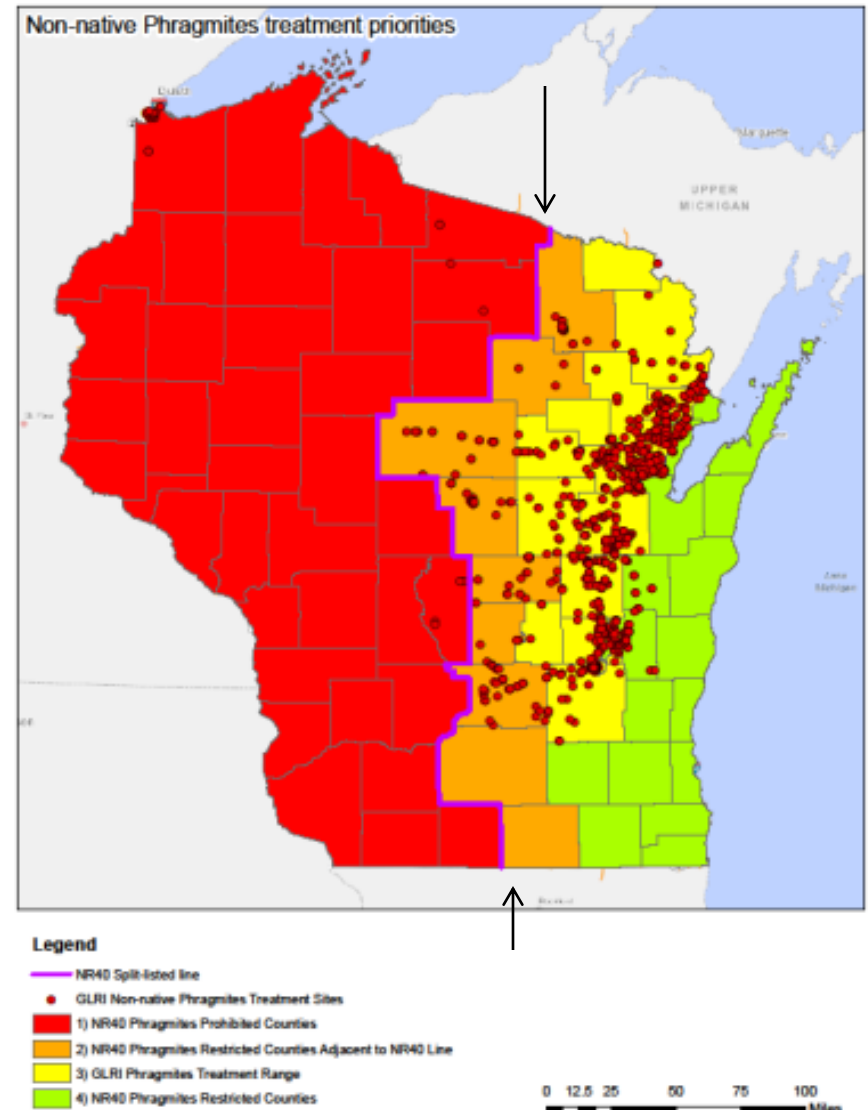 Non-native Phragmites treatment priorities
Duluth
Marquette
UPPER
MICHIGAN
Legend
NR40 Split-listed line
GLRI Non-native Phragmites Treatment Sites
1) NR40 Phragmites Prohibited Counties
2) NR40 Phragmites Restricted Counties Adjacent to NR40 Line
3) GLRI Phragmites Treatment Range
4) NR40 Phragmites Restricted Counties
0 12.5 25 50 75 100
Miles